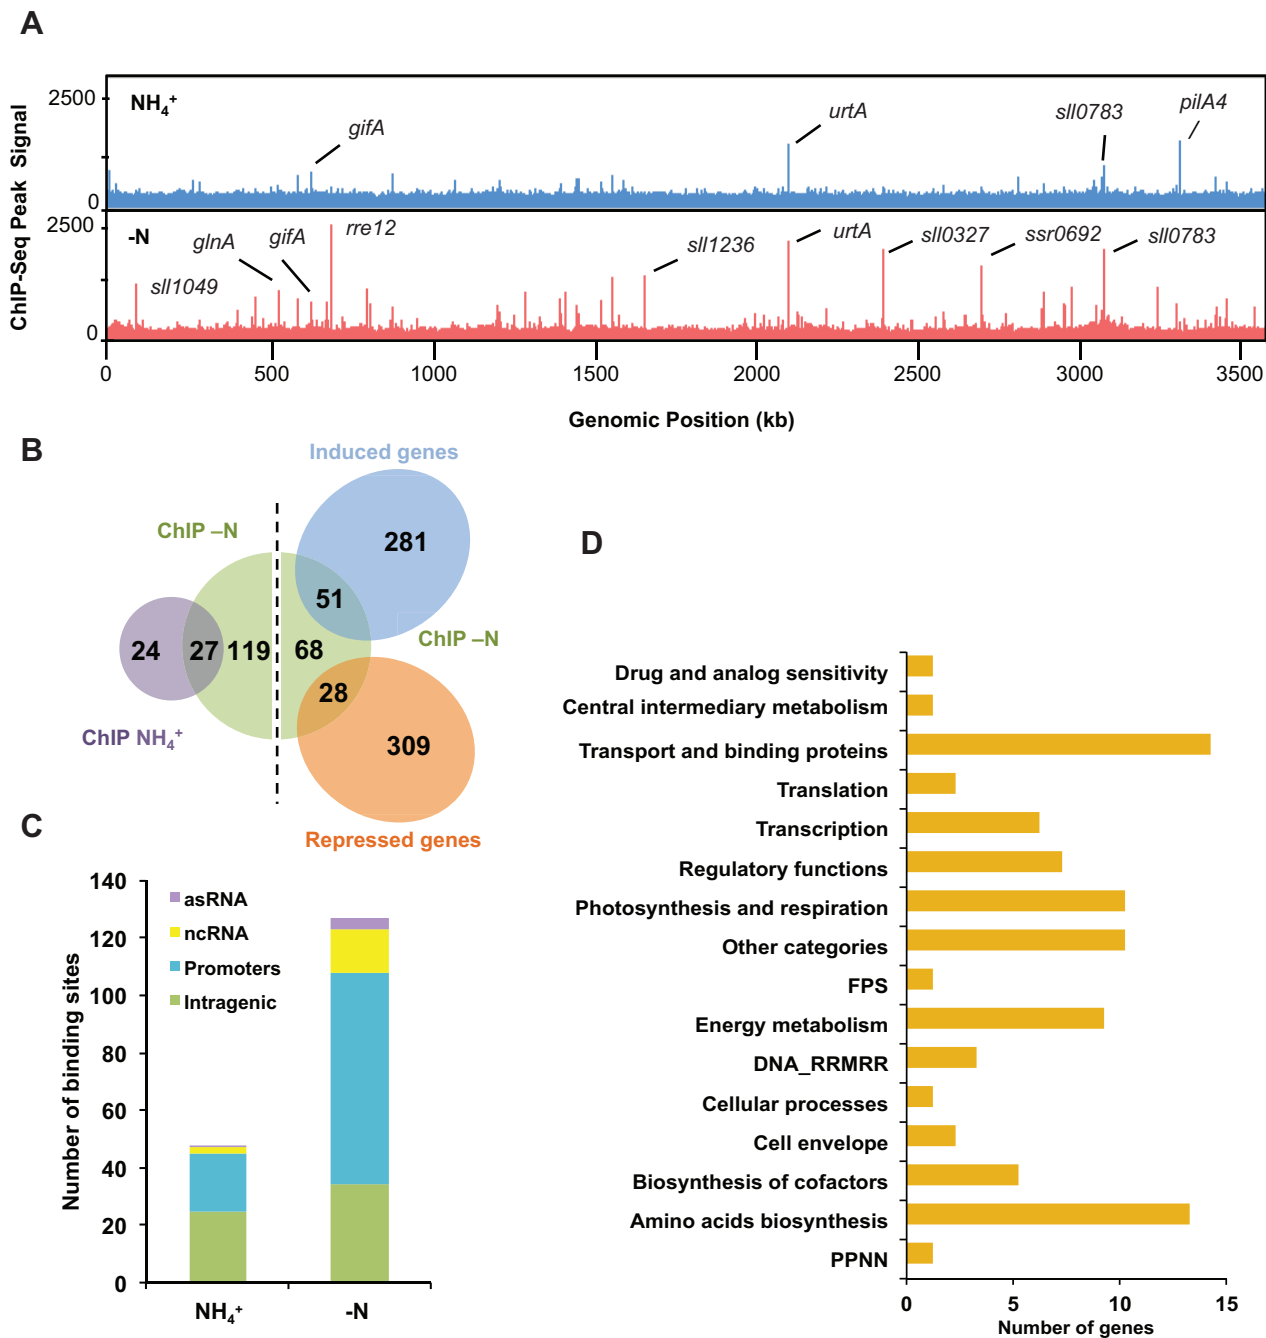 A
ChIP-Seq Peak Signal
2500
0
NH4+
gifA
urtA
sll0783
pilA4
2500
0
-N
sll1049
glnA
gifA
rre12
sll1236
urtA
sll0327
ssr0692
sll0783
0 500 1000 1500 2000 2500 3000 3500
Genomic Position (kb)
B
Induced genes
ChIP –N
281
51
ChIP –N
24 27 119 68
28
ChIP NH4+
309
Repressed genes
C
Number of binding sites
140
120
100
80
60
40
20
0
asRNA
ncRNA
Promoters
Intragenic
NH4+ -N
D
Drug and analog sensitivity
Central intermediary metabolism
Transport and binding proteins
Translation
Transcription
Regulatory functions
Photosynthesis and respiration
Other categories
FPS
Energy metabolism
DNA_RRMRR
Cellular processes
Cell envelope
Biosynthesis of cofactors
Amino acids biosynthesis
PPNN
0 5 10 15
Number of genes